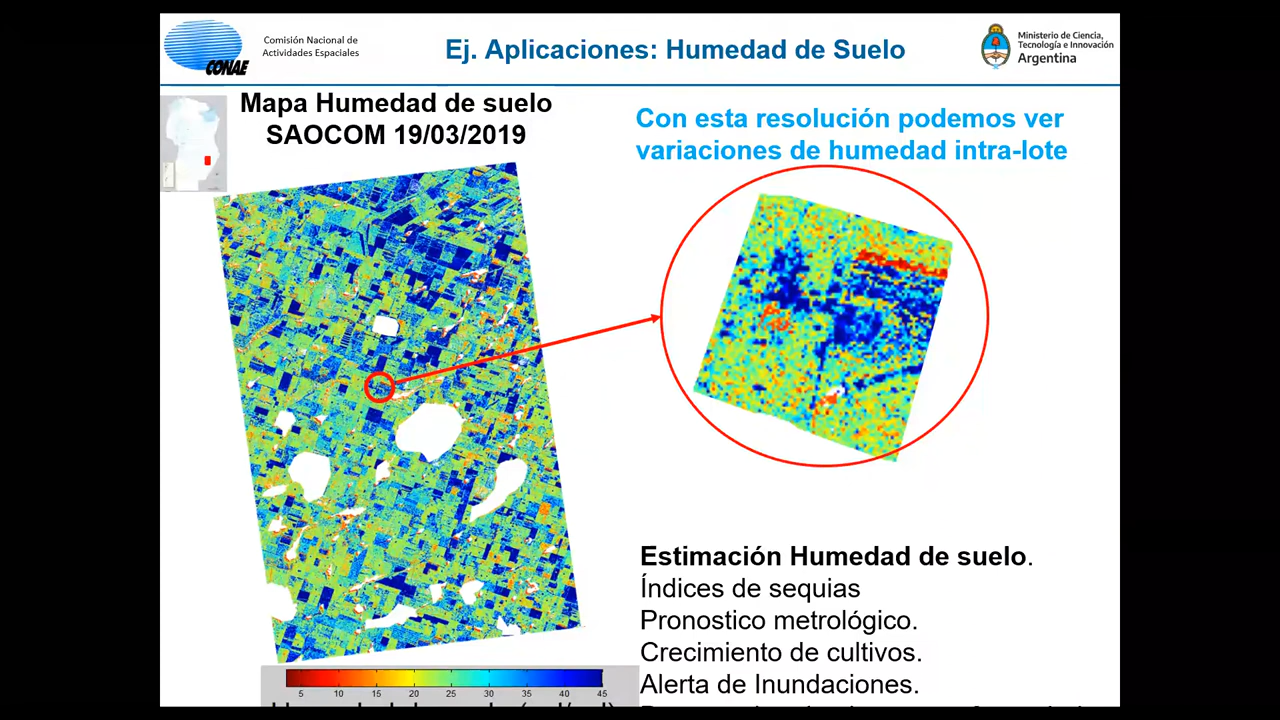 CONAE
Comisión Nacional de
Actividades Espaciales
Ej. Aplicaciones: Humedad de Suelo
Ministerio de Ciencia,
Tecnología e Innovación
Argentina
Mapa Humedad de suelo
SAOCOM 19/03/2019
Con esta resolución podemos ver
variaciones de humedad intra-lote
Estimación Humedad de suelo.
Índices de sequias
Pronostico metrológico.
Crecimiento de cultivos.
Alerta de Inundaciones.
5 10 15 20 25 30 35 40 45